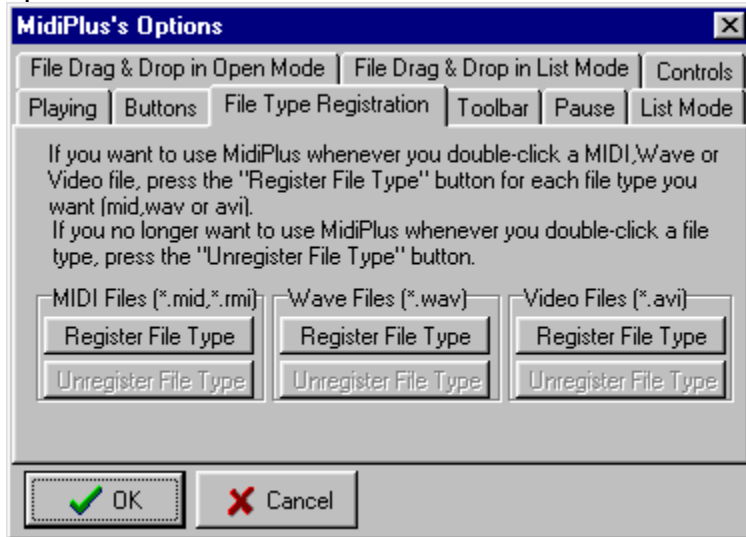 MidiPlus's Options
File Drag & Drop in Open Mode File Drag & Drop in List Mode Controls
Playing Buttons File Type Registration Toolbar Pause List Mode
If you want to use MidiPlus whenever you double-click a MIDI,Wave or
Video file, press the "Register File Type" button for each file type you
want (mid,wav or avi).
If you no longer want to use MidiPlus whenever you double-click a file
type, press the "Unregister File Type" button.
MIDI Files (*.mid,*.rmi) Wave Files (*.wav) Video Files (*.avi)
Register File Type Register File Type Register File Type
Unregister File Type Unregister File Type Unregister File Type
OK Cancel